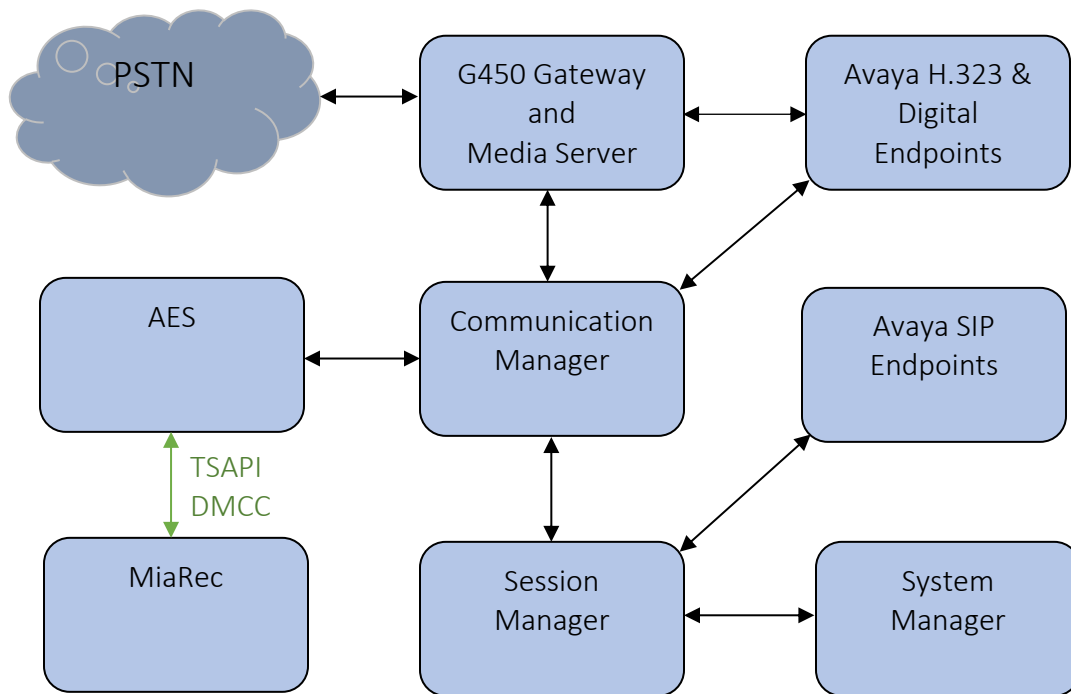 PSTN
G450 Gateway
and
Media Server
Avaya H.323 &
Digital
Endpoints
AES
Communication
Manager
Avaya SIP
Endpoints
TSAPI
DMCC
MiaRec
Session
Manager
System
Manager